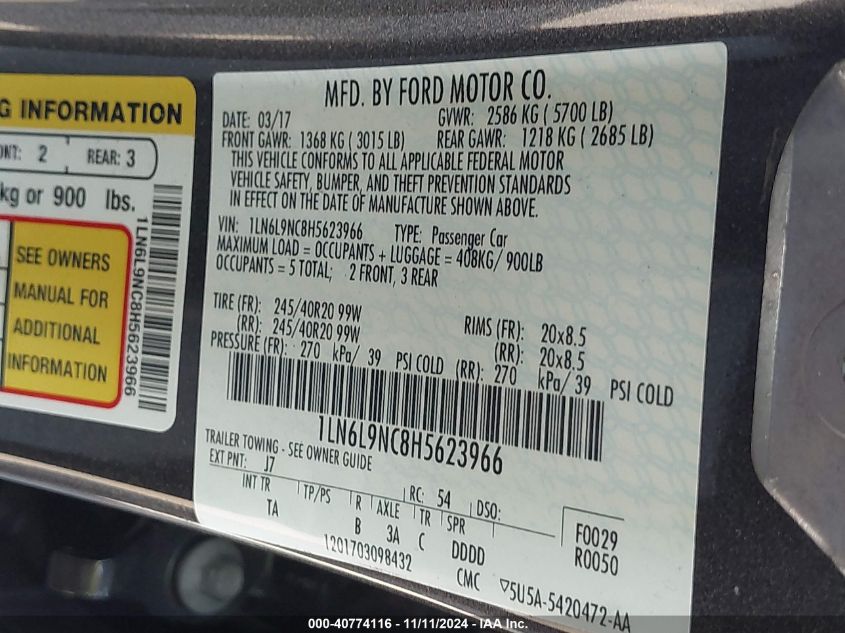 G INFORMATION
NT: 2 REAR: 3
kg or 900 lbs.
SEE OWNERS
MANUAL FOR
ADDITIONAL
INFORMATION
1LN6L9NC8H5623966
MFD. BY FORD MOTOR CO.
DATE: 03/17 GVWR: 2586 KG ( 5700 LB)
FRONT GAWR: 1368 KG ( 3015 LB) REAR GAWR: 1218 KG ( 2685 LB)
THIS VEHICLE CONFORMS TO ALL APPLICABLE FEDERAL MOTOR
VEHICLE SAFETY, BUMPER, AND THEFT PREVENTION STANDARDS
IN EFFECT ON THE DATE OF MANUFACTURE SHOWN ABOVE.
VIN: 1LN6L9NC8H5623966 TYPE: Passenger Car
MAXIMUM LOAD = OCCUPANTS + LUGGAGE = 408KG/ 900LB
OCCUPANTS = 5 TOTAL; 2 FRONT, 3 REAR
TIRE (FR): 245/40R20 99W RIMS (FR): 20x8.5
(RR): 245/40R20 99W (RR): 20x8.5
PRESSURE (FR): 270 kPa/ 39 PSI COLD (RR): 270 kPa/ 39 PSI COLD
1LN6L9NC8H5623966
TRAILER TOWING - SEE OWNER GUIDE
EXT PNT: J7 RC: 54 DSO: F0029
INT TR TP/PS R AXLE TR SPR R0050
TA B 3A C DDDD
1201703098432 CMC ▽5U5A-5420472-AA
000-40774116 - 11/11/2024 - IAA Inc.